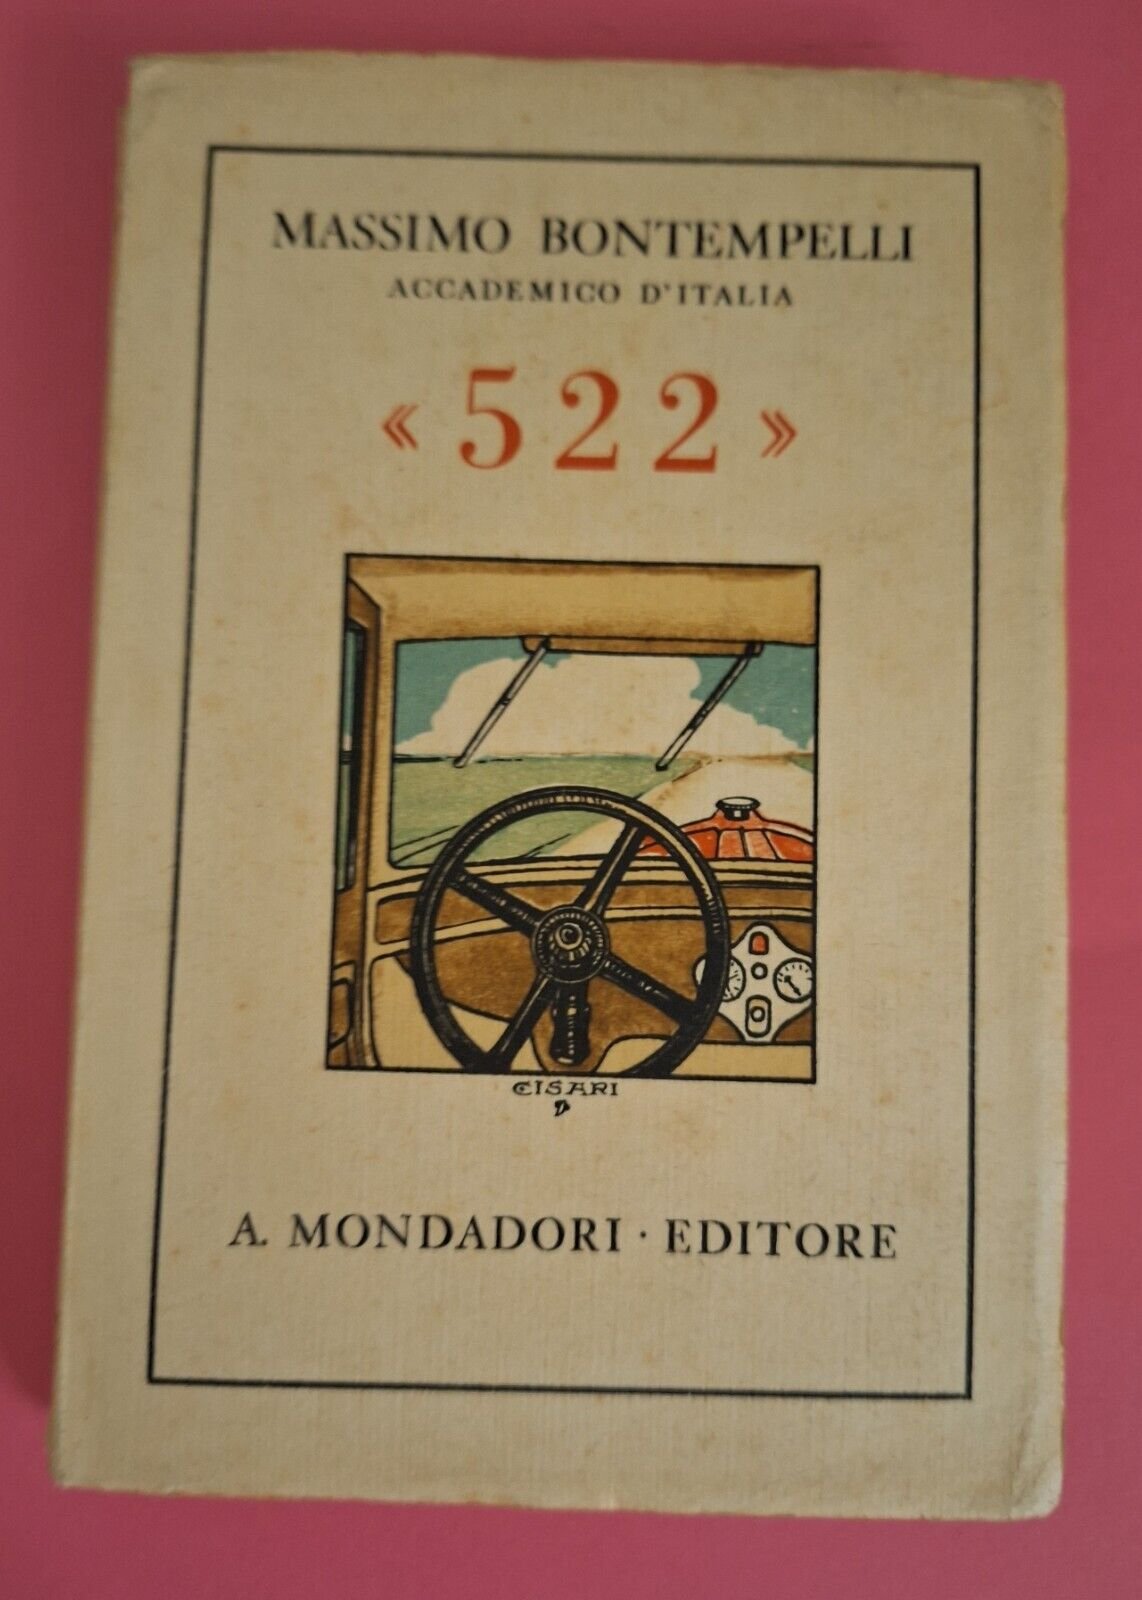 MASSIMO BONTEMPELLI
ACCADEMICO D'ITALIA
«522»
CISARI
A. MONDADORI · EDITORE